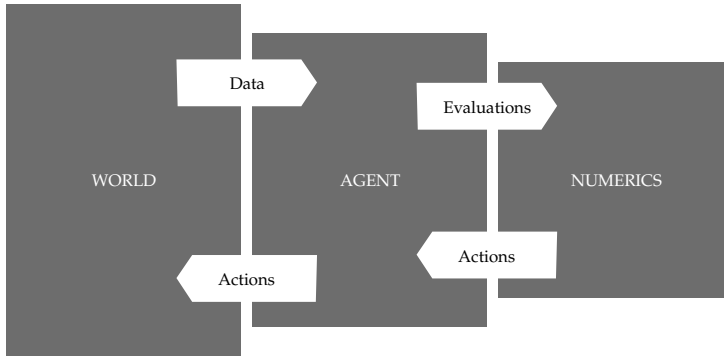 Data
Evaluations
WORLD
AGENT
NUMERICS
Actions
Actions